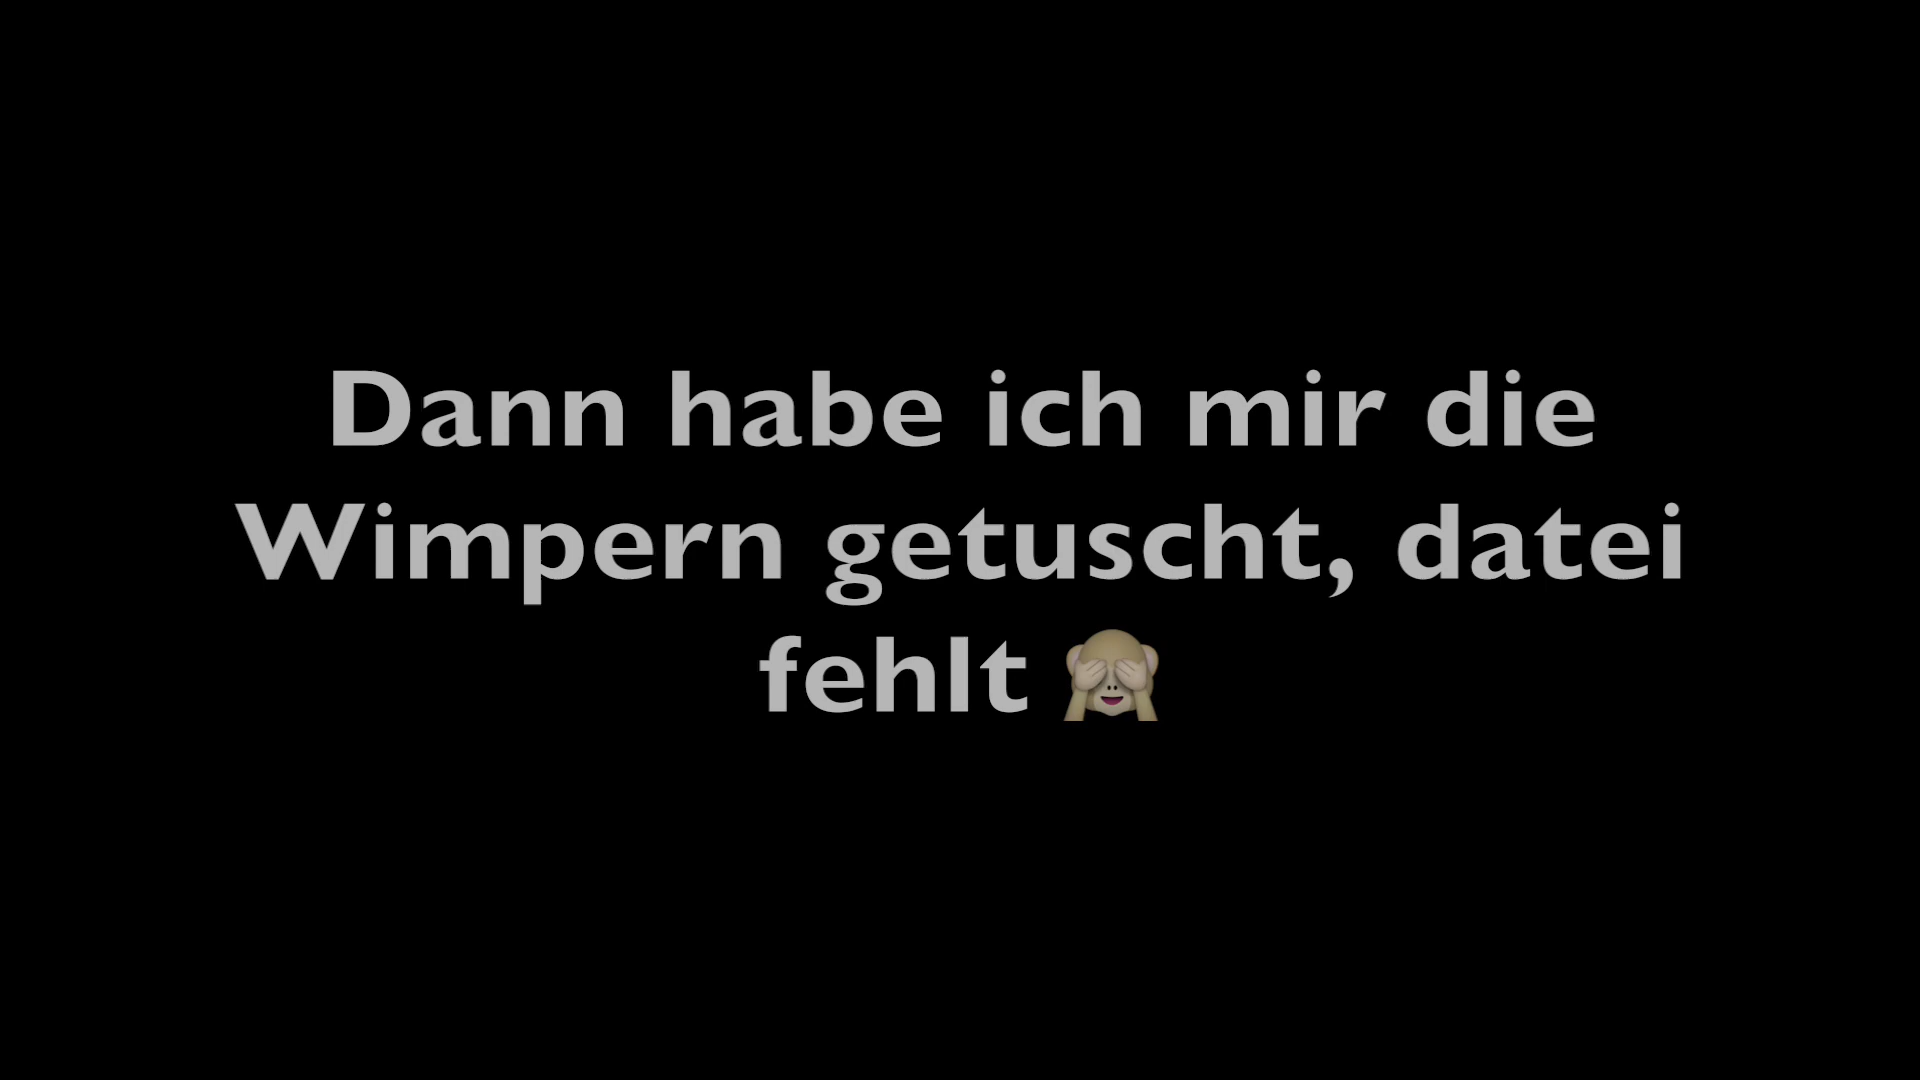 Dann habe ich mir die
Wimpern getuscht, datei
fehlt 🙈